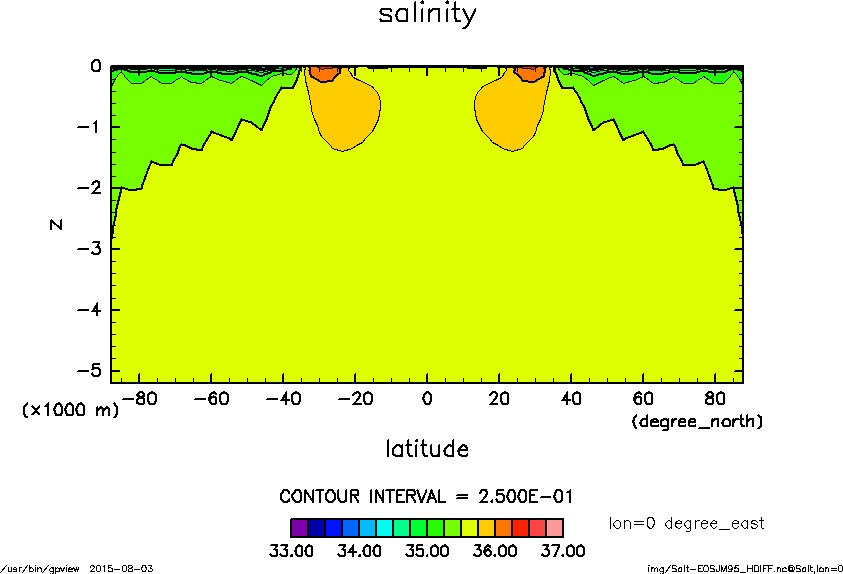 salinity
0
−1
−2
−3
−4
−5
z
(×1000 m)
−80 −60 −40 −20 0 20 40 60 80
(degree_north)
latitude
CONTOUR INTERVAL = 2.500E−01
33.00 34.00 35.00 36.00 37.00
lon=0 degree_east
/usr/bin/gpview 2015−08−03
img/Salt−EOSJM95_HDIFF.nc@Salt,lon=0